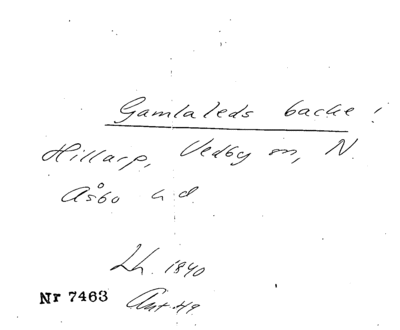 Gamlaleds backe!
Hillarp, Vedby sn, N.
Åsbo hd.
Lh. 1840
Nr 7463